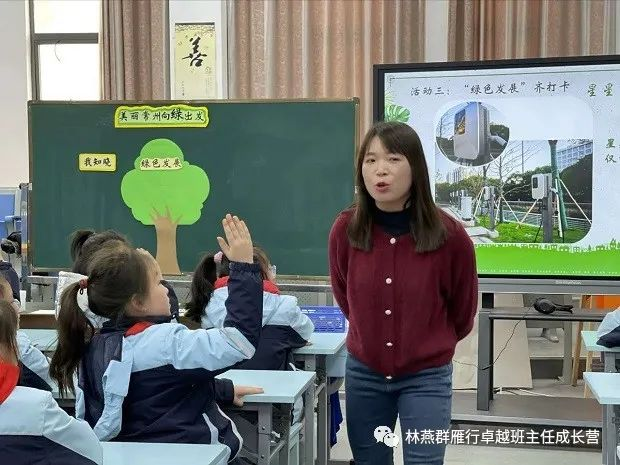 善
美丽常州向绿出发
我知晓
绿色发展
活动三：“绿色发展”齐打卡
星星
星
仅
林燕群雁行卓越班主任成长营